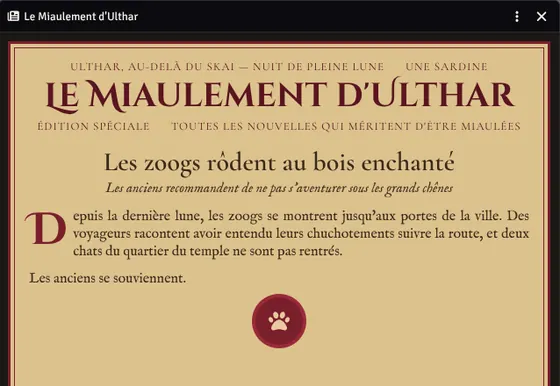 Le Miaulement d'Ulthar
ULTHAR, AU-DELÀ DU SKAI — NUIT DE PLEINE LUNE UNE SARDINE
LE MIAULEMENT D'ULTHAR
ÉDITION SPÉCIALE TOUTES LES NOUVELLES QUI MÉRITENT D'ÊTRE MIAULÉES
Les zoogs rôdent au bois enchanté
Les anciens recommandent de ne pas s'aventurer sous les grands chênes
Depuis la dernière lune, les zoogs se montrent jusqu'aux portes de la ville. Des
voyageurs racontent avoir entendu leurs chuchotements suivre la route, et deux
chats du quartier du temple ne sont pas rentrés.
Les anciens se souviennent.